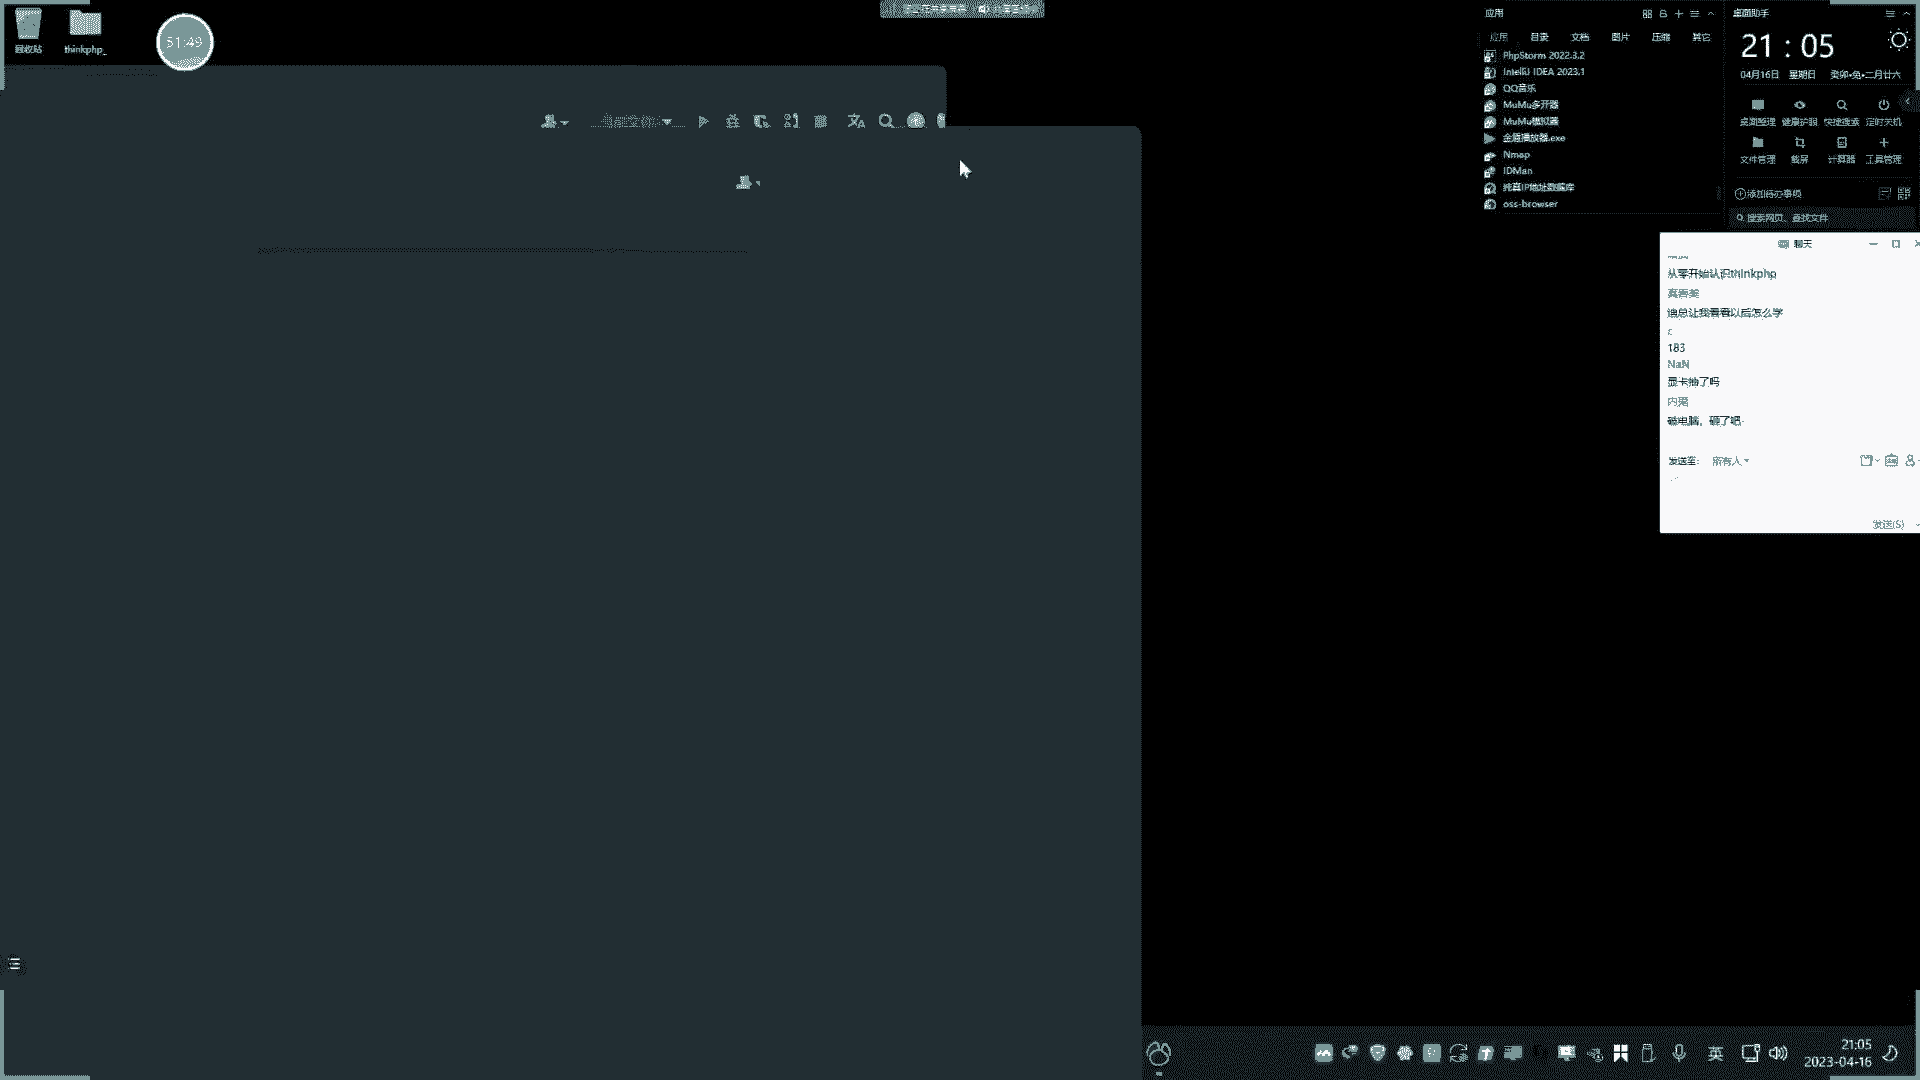 回收站
thinkphp_
51:49
应用
应用 目录 文档 图片 压缩 其它
PhpStorm 2022.3.2
IntelliJ IDEA 2023.1
QQ音乐
MuMu多开器
MuMu模拟器
金盾播放器.exe
Nmap
IDMan
纯真IP地址数据库
oss-browser
桌面助手
21 : 05
04月16日 星期日 癸卯•兔•二月廿六
桌面整理 健康护眼 快捷搜索 定时关机
文件管理 截屏 计算器 工具管理
添加待办事项
搜索网页、查找文件
聊天
从零开始认识thinkphp
真善美
迪总让我看看以后怎么学
c
183
NaN
显卡抽了吗
破电脑，砸了吧
发送至: 所有人
发送(S)
英
21:05
2023-04-16